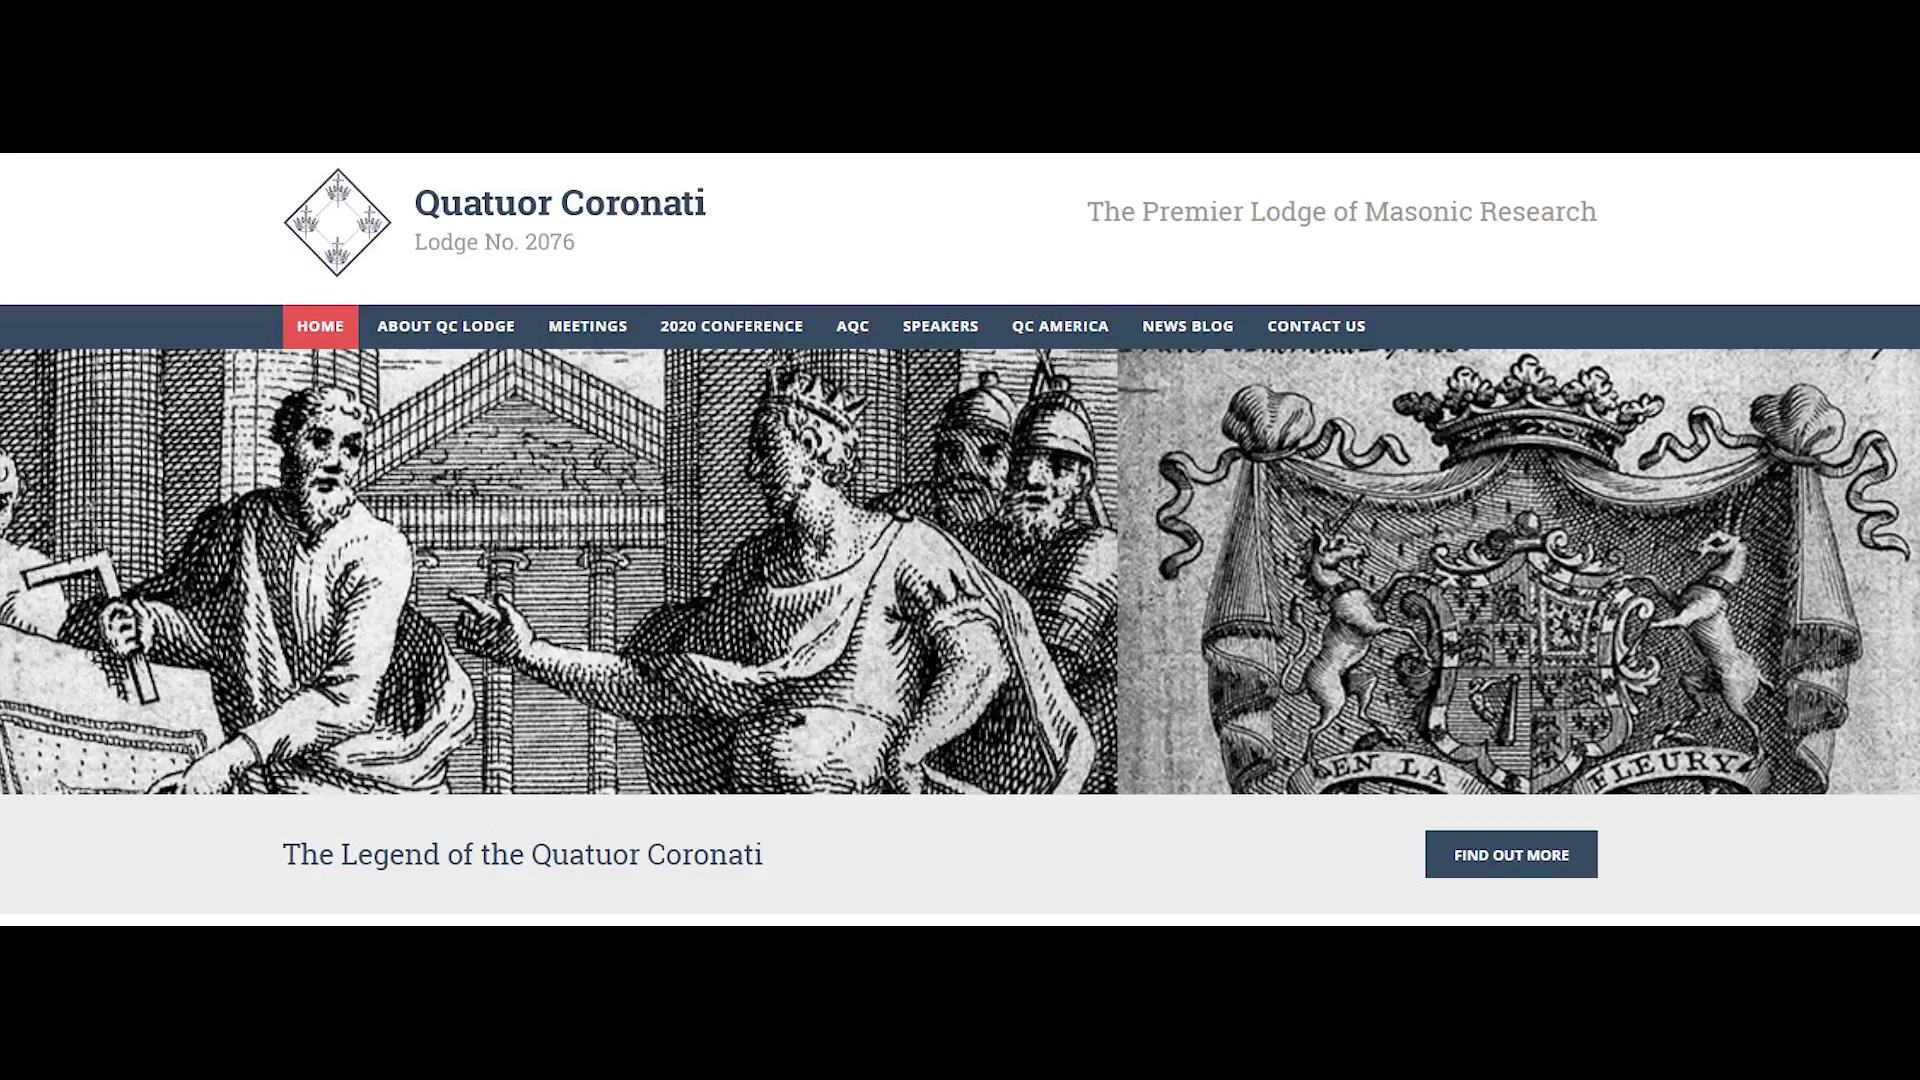 Quatuor Coronati
Lodge No. 2076
The Premier Lodge of Masonic Research
HOME ABOUT QC LODGE MEETINGS 2020 CONFERENCE AQC SPEAKERS QC AMERICA NEWS BLOG CONTACT US
EN LA FLEURY
The Legend of the Quatuor Coronati
FIND OUT MORE